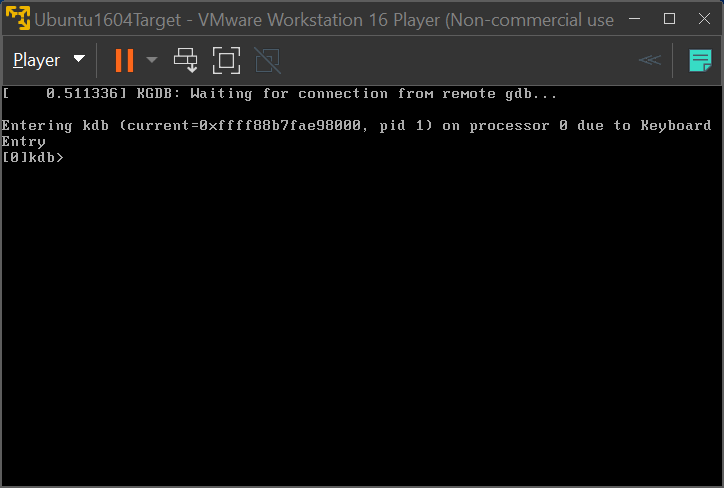 Ubuntu1604Target - VMware Workstation 16 Player (Non-commercial use
Player
[    0.511336] KGDB: Waiting for connection from remote gdb...
Entering kdb (current=0xffff88b7fae98000, pid 1) on processor 0 due to Keyboard
Entry
[0]kdb>